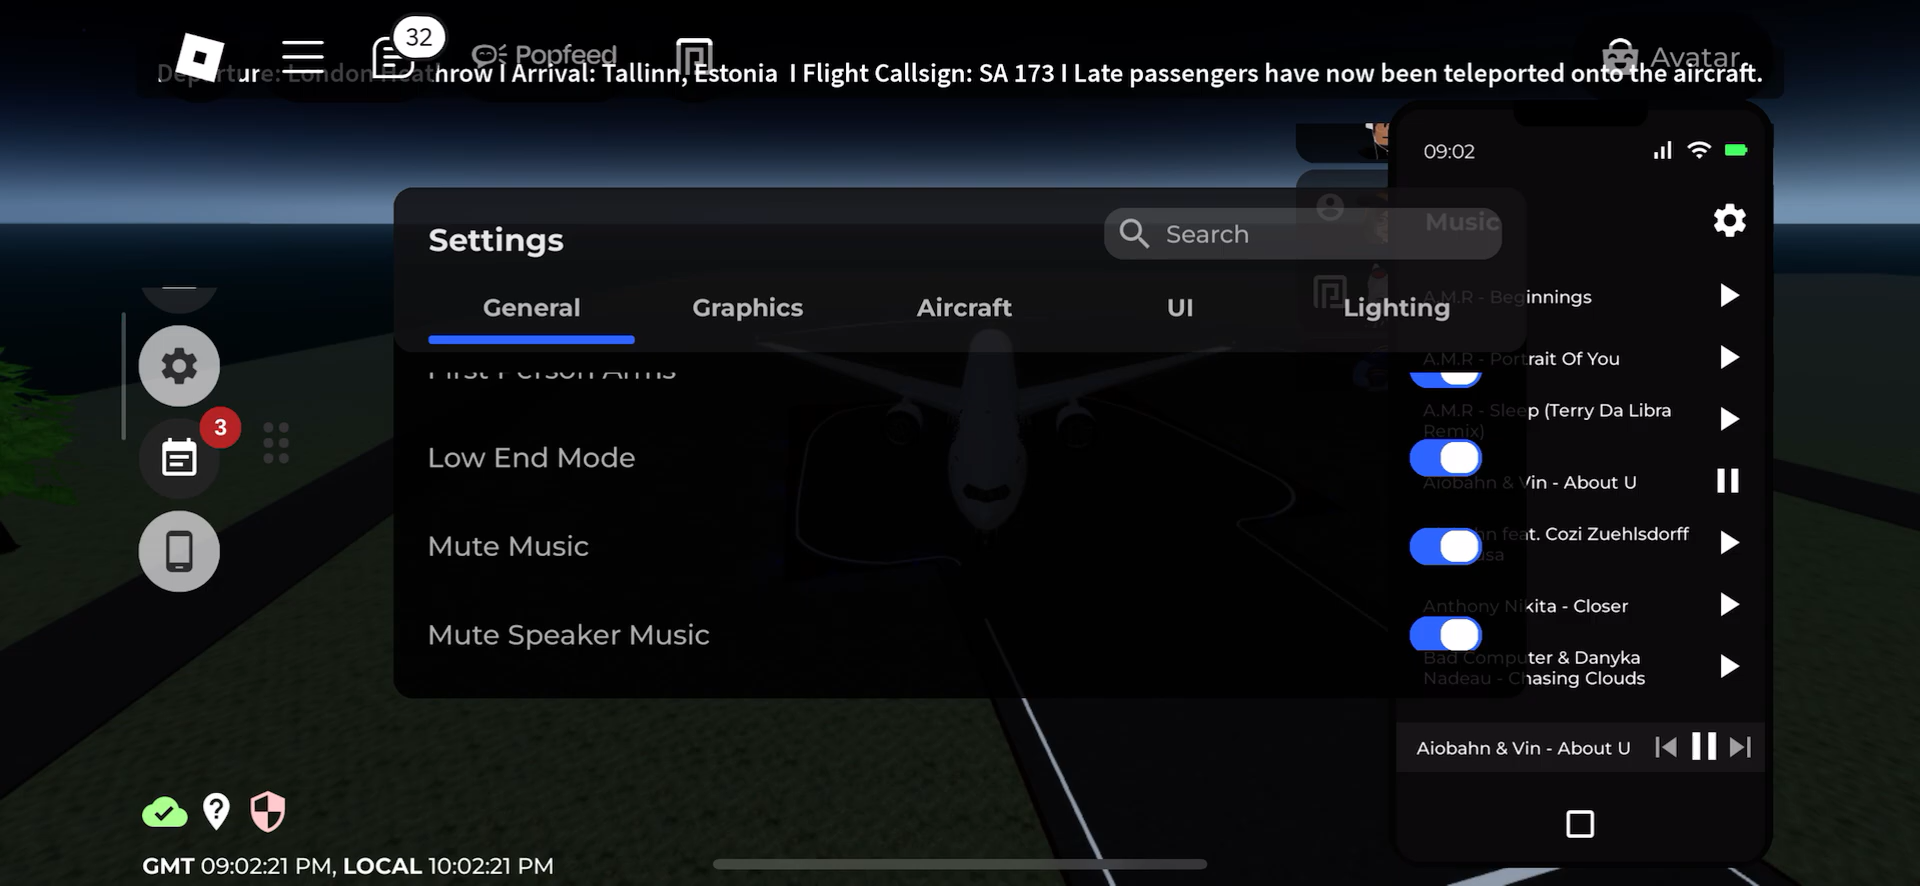 32
Popfeed
Avatar
Departure: London Heathrow I Arrival: Tallinn, Estonia I Flight Callsign: SA 173 I Late passengers have now been teleported onto the aircraft.
09:02
Settings
Search
Music
General
Graphics
Aircraft
UI
Lighting
First Person Arms
Low End Mode
Mute Music
Mute Speaker Music
3
A.M.R - Beginnings
A.M.R - Portrait Of You
A.M.R - Sleep (Terry Da Libra
Remix)
Aiobahn & Vin - About U
feat. Cozi Zuehlsdorff
Anthony Nikita - Closer
Bad Computer & Danyka
Nadeau - Chasing Clouds
Aiobahn & Vin - About U
GMT 09:02:21 PM, LOCAL 10:02:21 PM